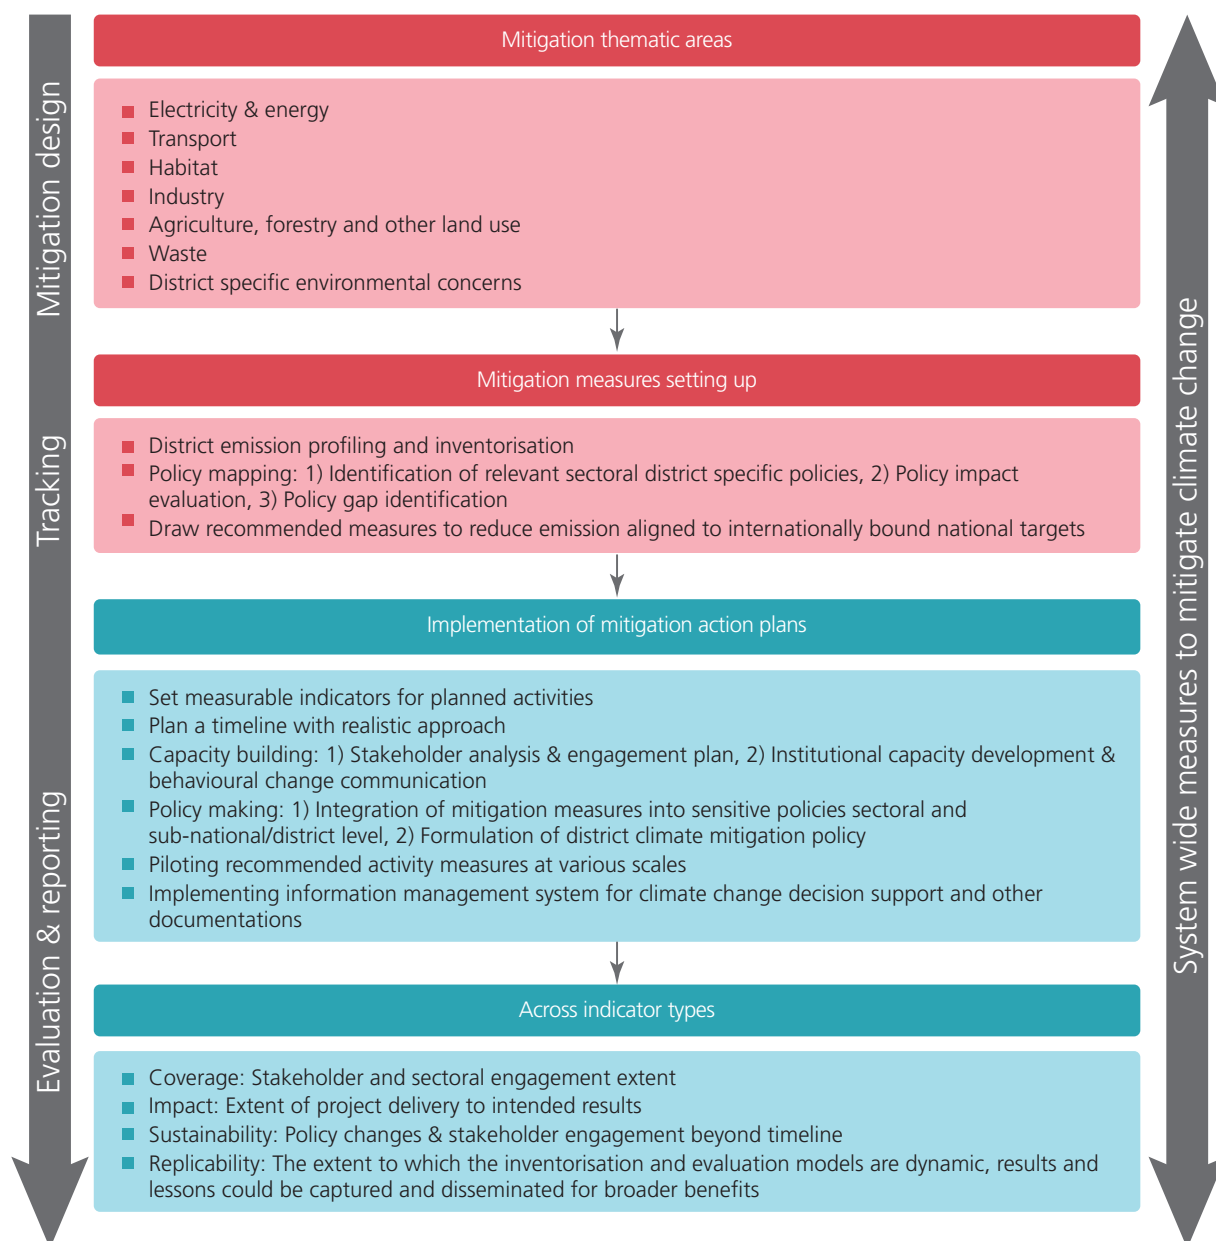 Mitigation thematic areas
Electricity & energy
Transport
Habitat
Industry
Agriculture, forestry and other land use
Waste
District specific environmental concerns
Mitigation measures setting up
District emission profiling and inventorisation
Policy mapping: 1) Identification of relevant sectoral district specific policies, 2) Policy impact
evaluation, 3) Policy gap identification
Draw recommended measures to reduce emission aligned to internationally bound national targets
Implementation of mitigation action plans
Set measurable indicators for planned activities
Plan a timeline with realistic approach
Capacity building: 1) Stakeholder analysis & engagement plan, 2) Institutional capacity development &
behavioural change communication
Policy making: 1) Integration of mitigation measures into sensitive policies sectoral and
sub-national/district level, 2) Formulation of district climate mitigation policy
Piloting recommended activity measures at various scales
Implementing information management system for climate change decision support and other
documentations
Across indicator types
Coverage: Stakeholder and sectoral engagement extent
Impact: Extent of project delivery to intended results
Sustainability: Policy changes & stakeholder engagement beyond timeline
Replicability: The extent to which the inventorisation and evaluation models are dynamic, results and
lessons could be captured and disseminated for broader benefits
Mitigation design
Tracking
Evaluation & reporting
System wide measures to mitigate climate change